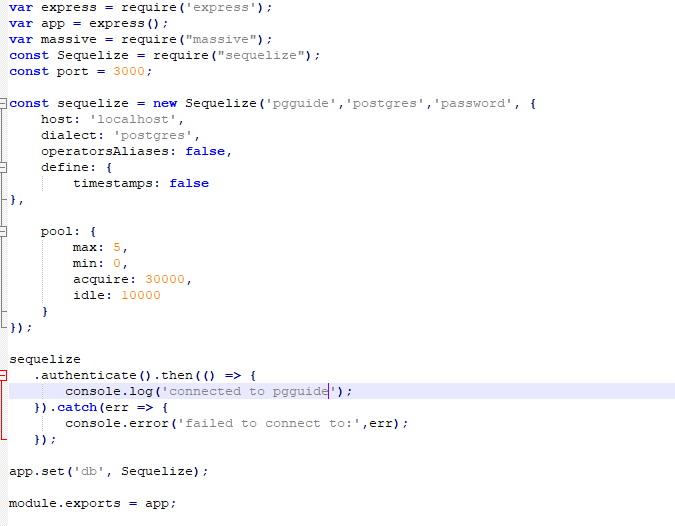 var express = require('express');
var app = express();
var massive = require("massive");
const Sequelize = require("sequelize");
const port = 3000;
const sequelize = new Sequelize('pgguide','postgres','password', {
host: 'localhost',
dialect: 'postgres',
operatorsAliases: false,
define: {
timestamps: false
},
pool: {
max: 5,
min: 0,
acquire: 30000,
idle: 10000
}
});
sequelize
.authenticate().then(() => {
console.log('connected to pgguide');
}).catch(err => {
console.error('failed to connect to:',err);
});
app.set('db', Sequelize);
module.exports = app;